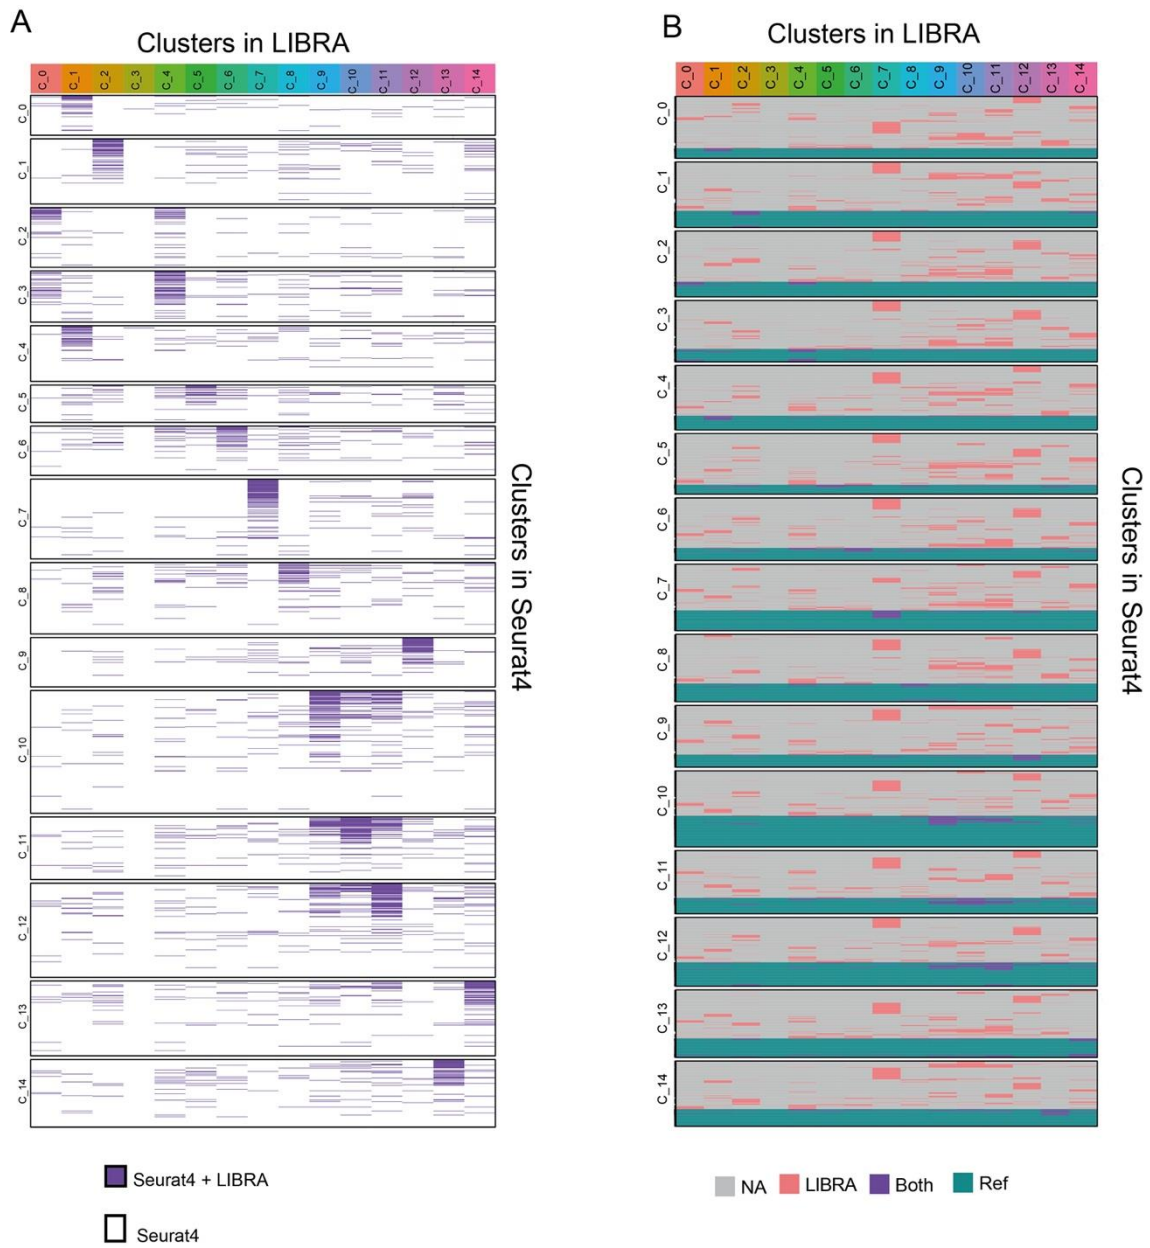 A
Clusters in LIBRA
C_0 C_1 C_2 C_3 C_4 C_5 C_6 C_7 C_8 C_9 C_10 C_11 C_12 C_13 C_14
C_0
C_1
C_2
C_3
C_4
C_5
C_6
C_7
C_8
C_9
C_10
C_11
C_12
C_13
C_14
Clusters in Seurat4
Seurat4 + LIBRA
Seurat4
B
Clusters in LIBRA
C_0 C_1 C_2 C_3 C_4 C_5 C_6 C_7 C_8 C_9 C_10 C_11 C_12 C_13 C_14
C_0
C_1
C_2
C_3
C_4
C_5
C_6
C_7
C_8
C_9
C_10
C_11
C_12
C_13
C_14
Clusters in Seurat4
NA LIBRA Both Ref